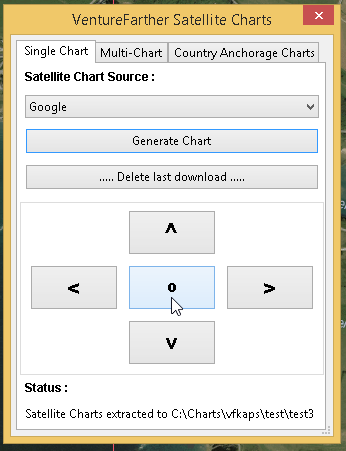 VentureFarther Satellite Charts
Single Chart Multi-Chart Country Anchorage Charts
Satellite Chart Source :
Google
Generate Chart
..... Delete last download .....
^
< o >
v
Status :
Satellite Charts extracted to C:\Charts\vfkaps\test\test3